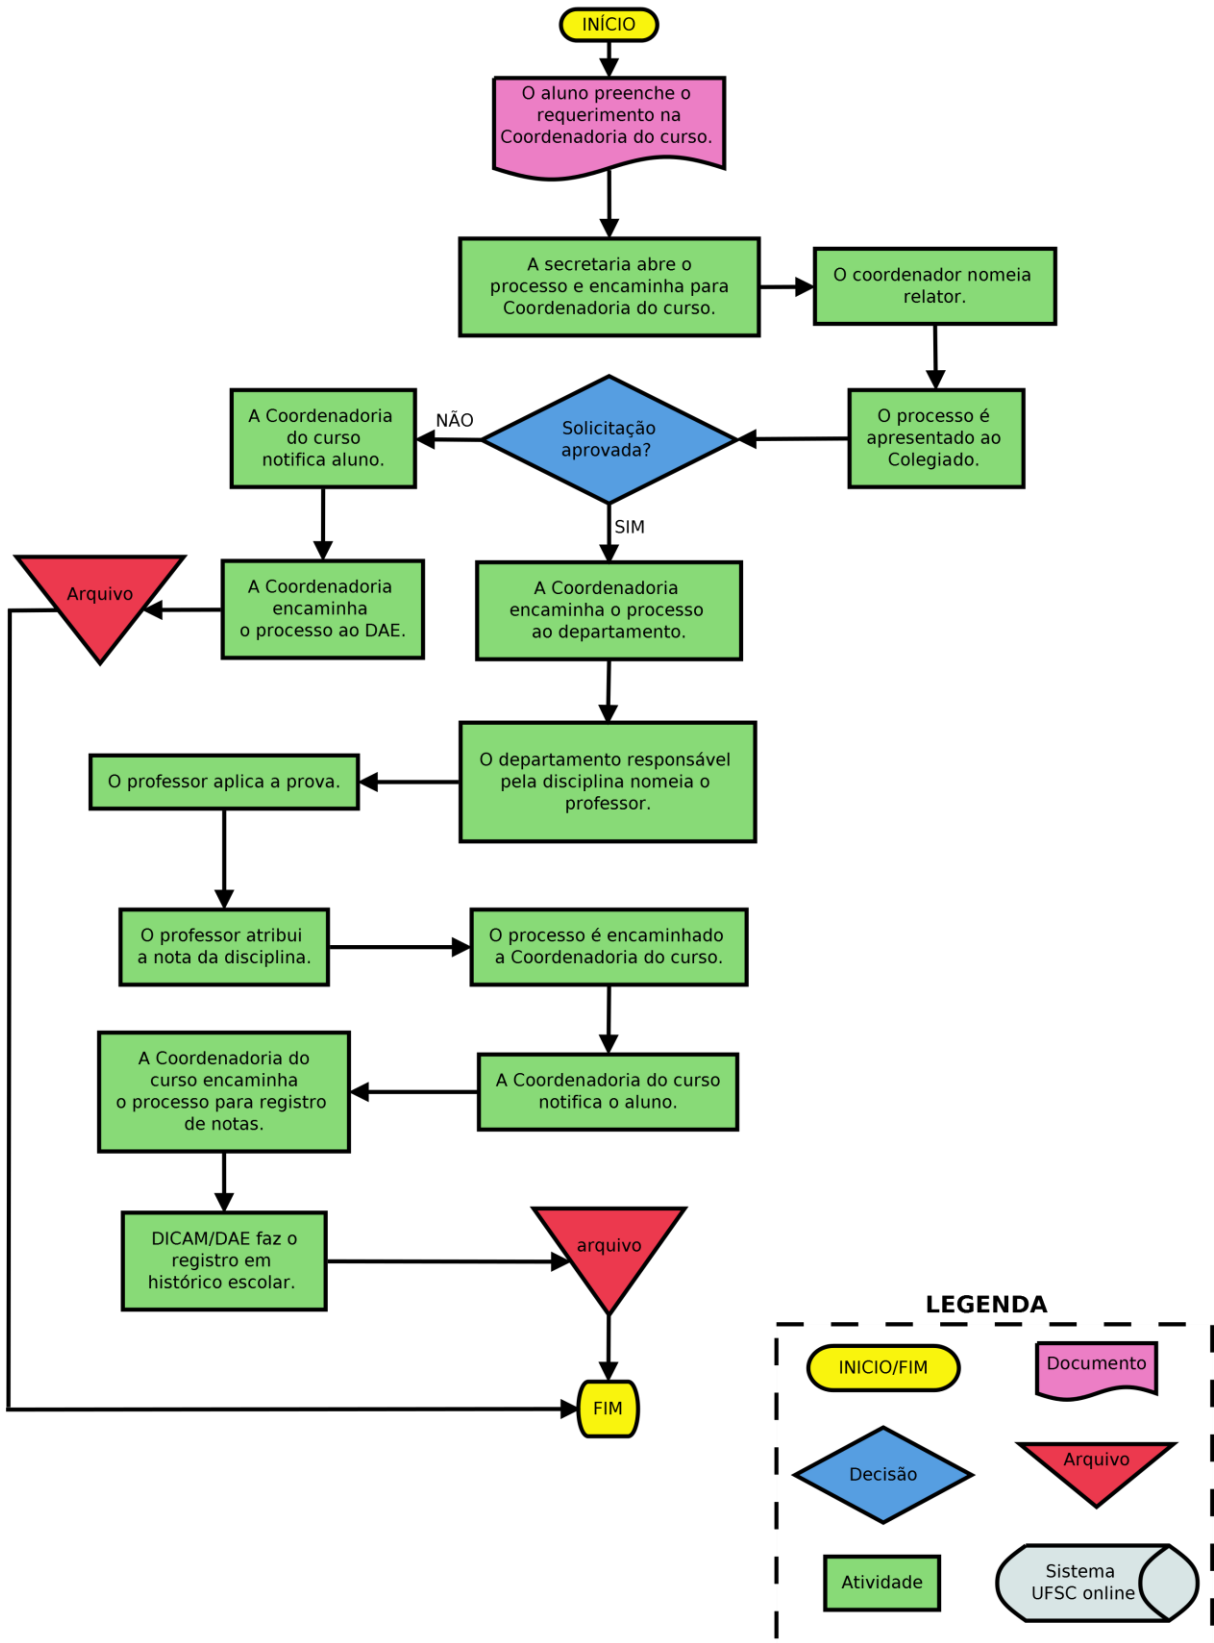 INÍCIO
O aluno preenche o
requerimento na
Coordenadoria do curso.
A secretaria abre o
processo e encaminha para
Coordenadoria do curso.
O coordenador nomeia
relator.
O processo é
apresentado ao
Colegiado.
Solicitação
aprovada?
NÃO
A Coordenadoria
do curso
notifica aluno.
A Coordenadoria
encaminha
o processo ao DAE.
Arquivo
SIM
A Coordenadoria
encaminha o processo
ao departamento.
O departamento responsável
pela disciplina nomeia o
professor.
O professor aplica a prova.
O professor atribui
a nota da disciplina.
O processo é encaminhado
a Coordenadoria do curso.
A Coordenadoria do curso
notifica o aluno.
A Coordenadoria do
curso encaminha
o processo para registro
de notas.
DICAM/DAE faz o
registro em
histórico escolar.
arquivo
FIM
LEGENDA
INICIO/FIM
Documento
Decisão
Arquivo
Atividade
Sistema
UFSC online